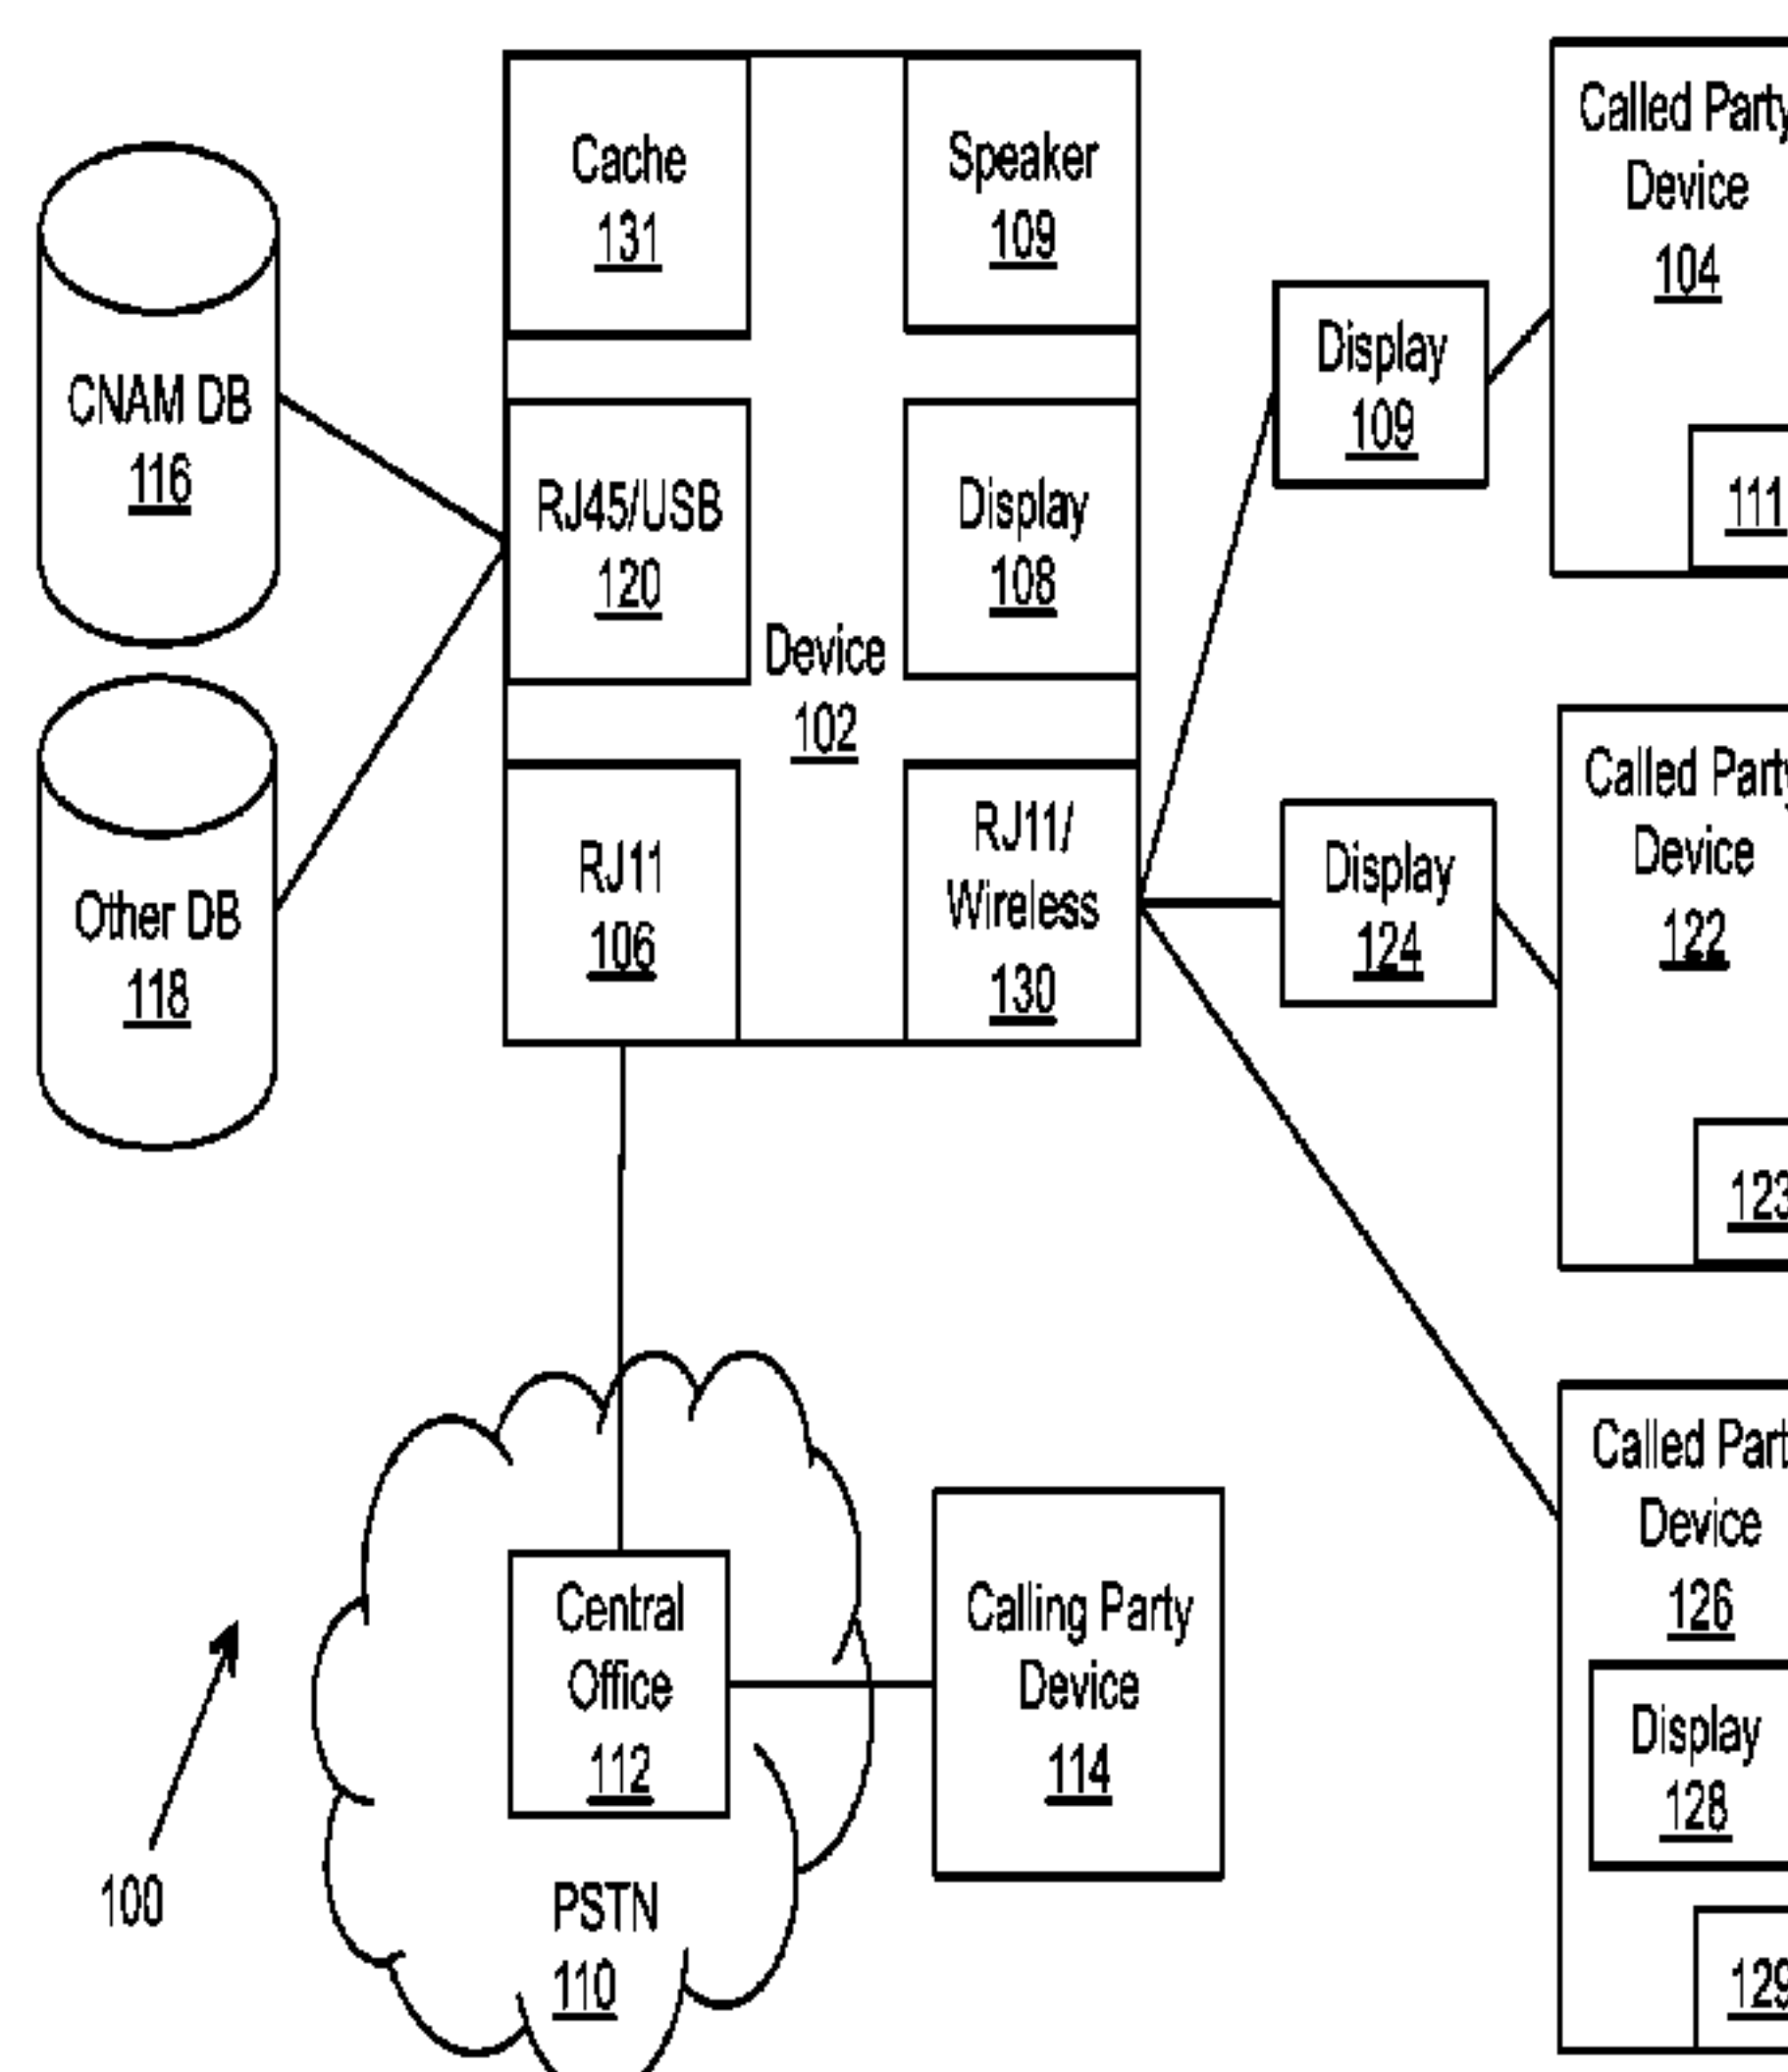 Cache
131
Speaker
109
Called Party
Device
104
CNAM DB
116
RJ45/USB
120
Display
108
Display
109
111
Device
102
Other DB
118
RJ11
106
RJ11/
Wireless
130
Display
124
Called Party
Device
122
123
Central
Office
112
Calling Party
Device
114
PSTN
110
100
Called Part
Device
126
Display
128
129